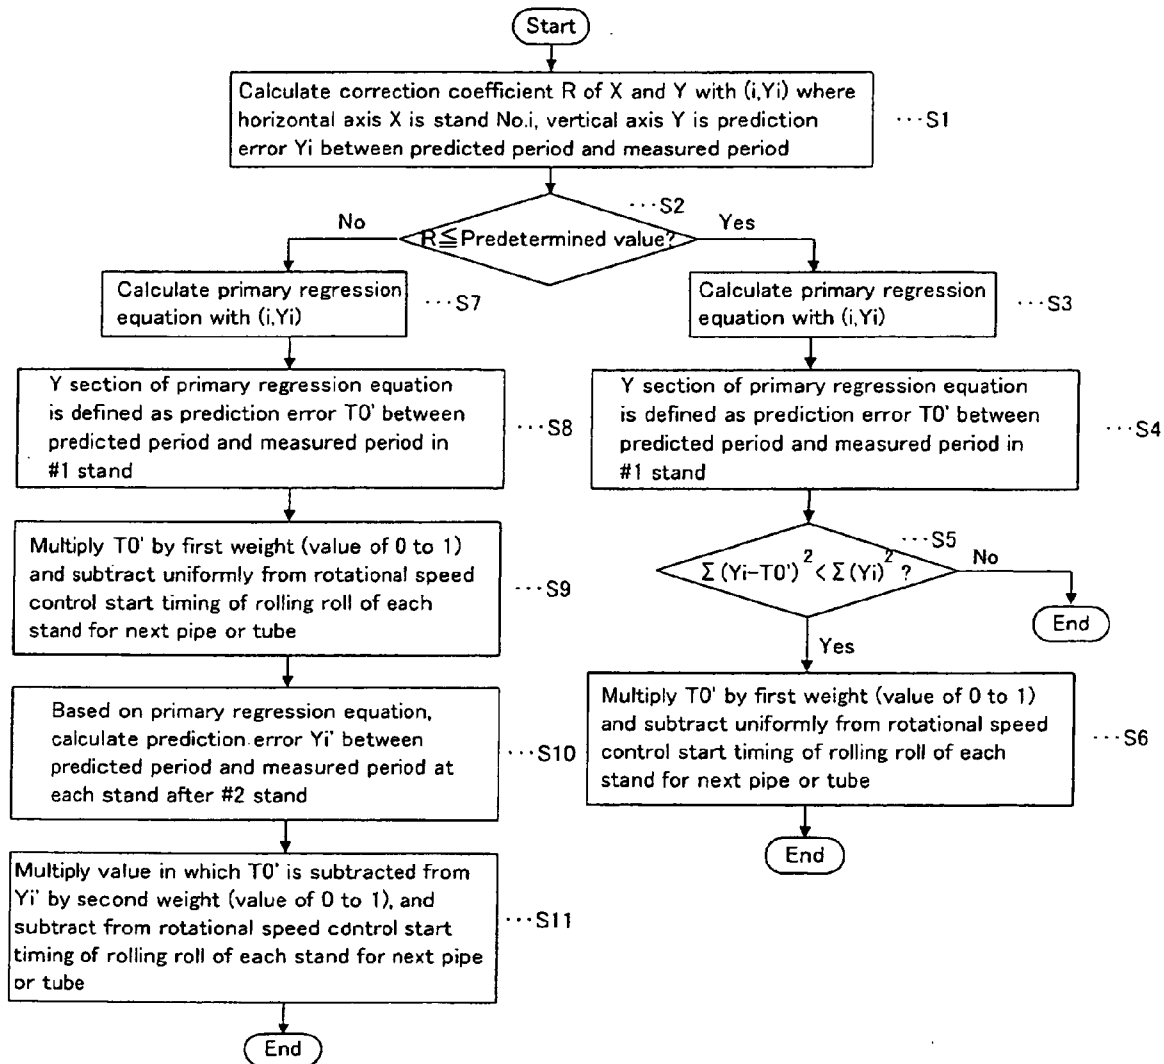 Start
Calculate correction coefficient R of X and Y with (i,Yi) where
horizontal axis X is stand No.i, vertical axis Y is prediction
error Yi between predicted period and measured period
···S1
···S2
No
R≦Predetermined value?
Yes
Calculate primary regression
equation with (i,Yi)
···S7
Calculate primary regression
equation with (i,Yi)
···S3
Y section of primary regression equation
is defined as prediction error T0' between
predicted period and measured period in
#1 stand
···S8
Y section of primary regression equation
is defined as prediction error T0' between
predicted period and measured period in
#1 stand
···S4
Multiply T0' by first weight (value of 0 to 1)
and subtract uniformly from rotational speed
control start timing of rolling roll of each
stand for next pipe or tube
···S9
···S5
Σ(Yi-T0')² < Σ(Yi)² ?
No
End
Yes
Based on primary regression equation,
calculate prediction error Yi' between
predicted period and measured period at
each stand after #2 stand
···S10
Multiply T0' by first weight (value of 0 to 1)
and subtract uniformly from rotational speed
control start timing of rolling roll of each
stand for next pipe or tube
···S6
End
Multiply value in which T0' is subtracted from
Yi' by second weight (value of 0 to 1), and
subtract from rotational speed control start
timing of rolling roll of each stand for next pipe
or tube
···S11
End